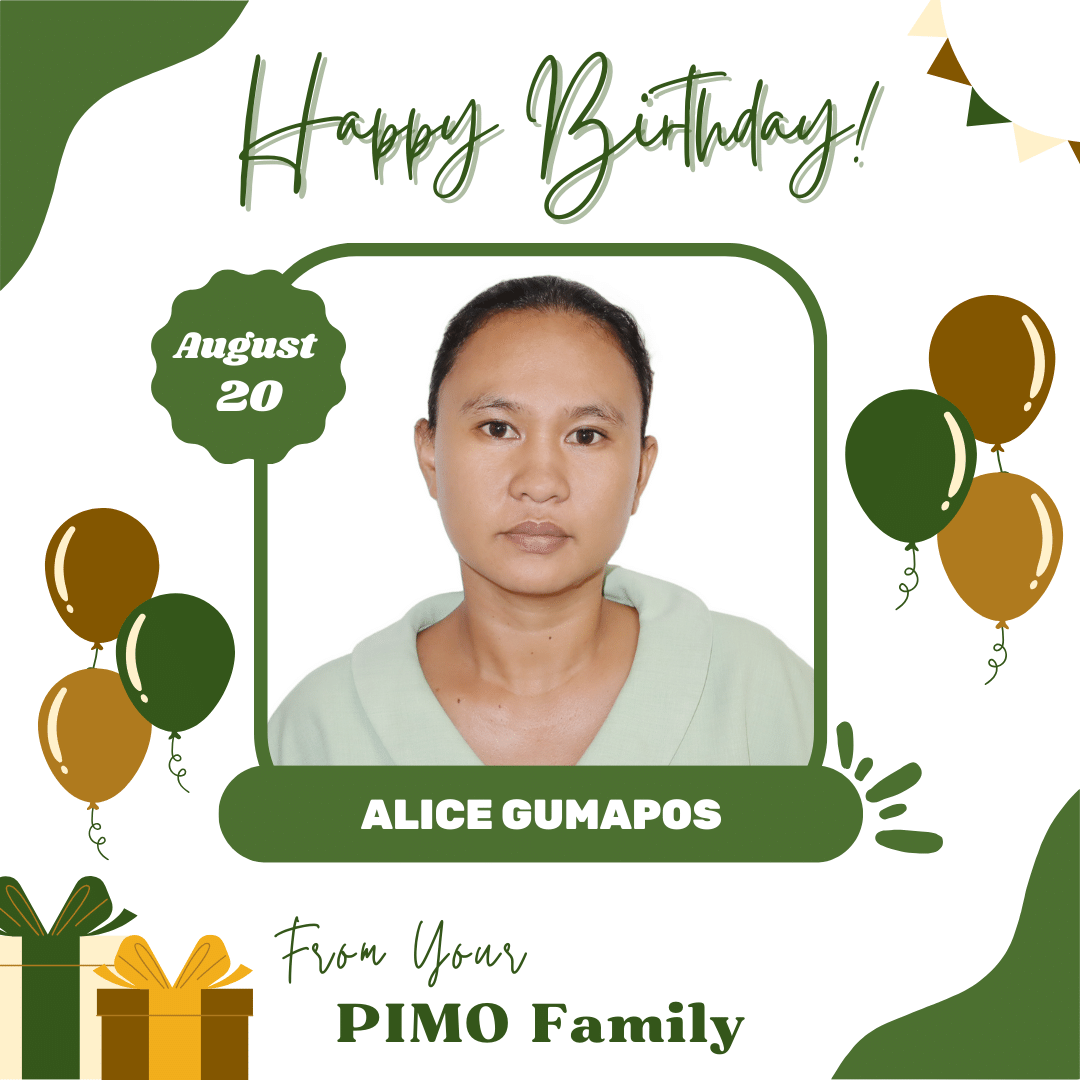 Happy Birthday!
August
20
ALICE GUMAPOS
From Your
PIMO Family